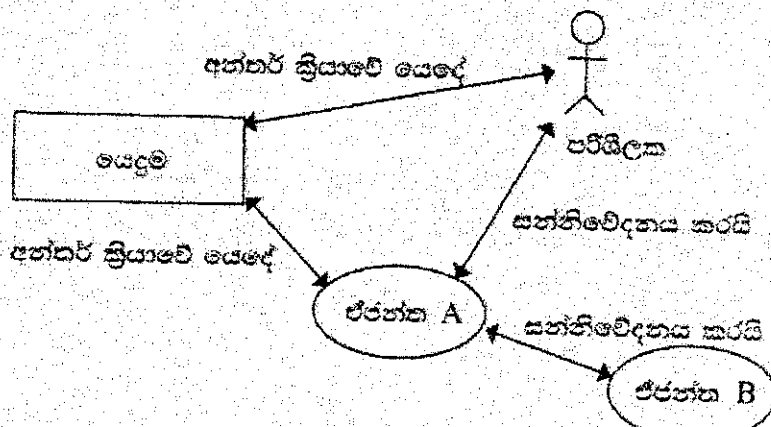 අන්තර් ක්‍රියාවේ යෙදේ
යෙදුම
පරිශීලක
සන්නිවේදනය කරයි
අන්තර් ක්‍රියාවේ යෙදේ
ඒජන්ත A
සන්නිවේදනය කරයි
ඒජන්ත B